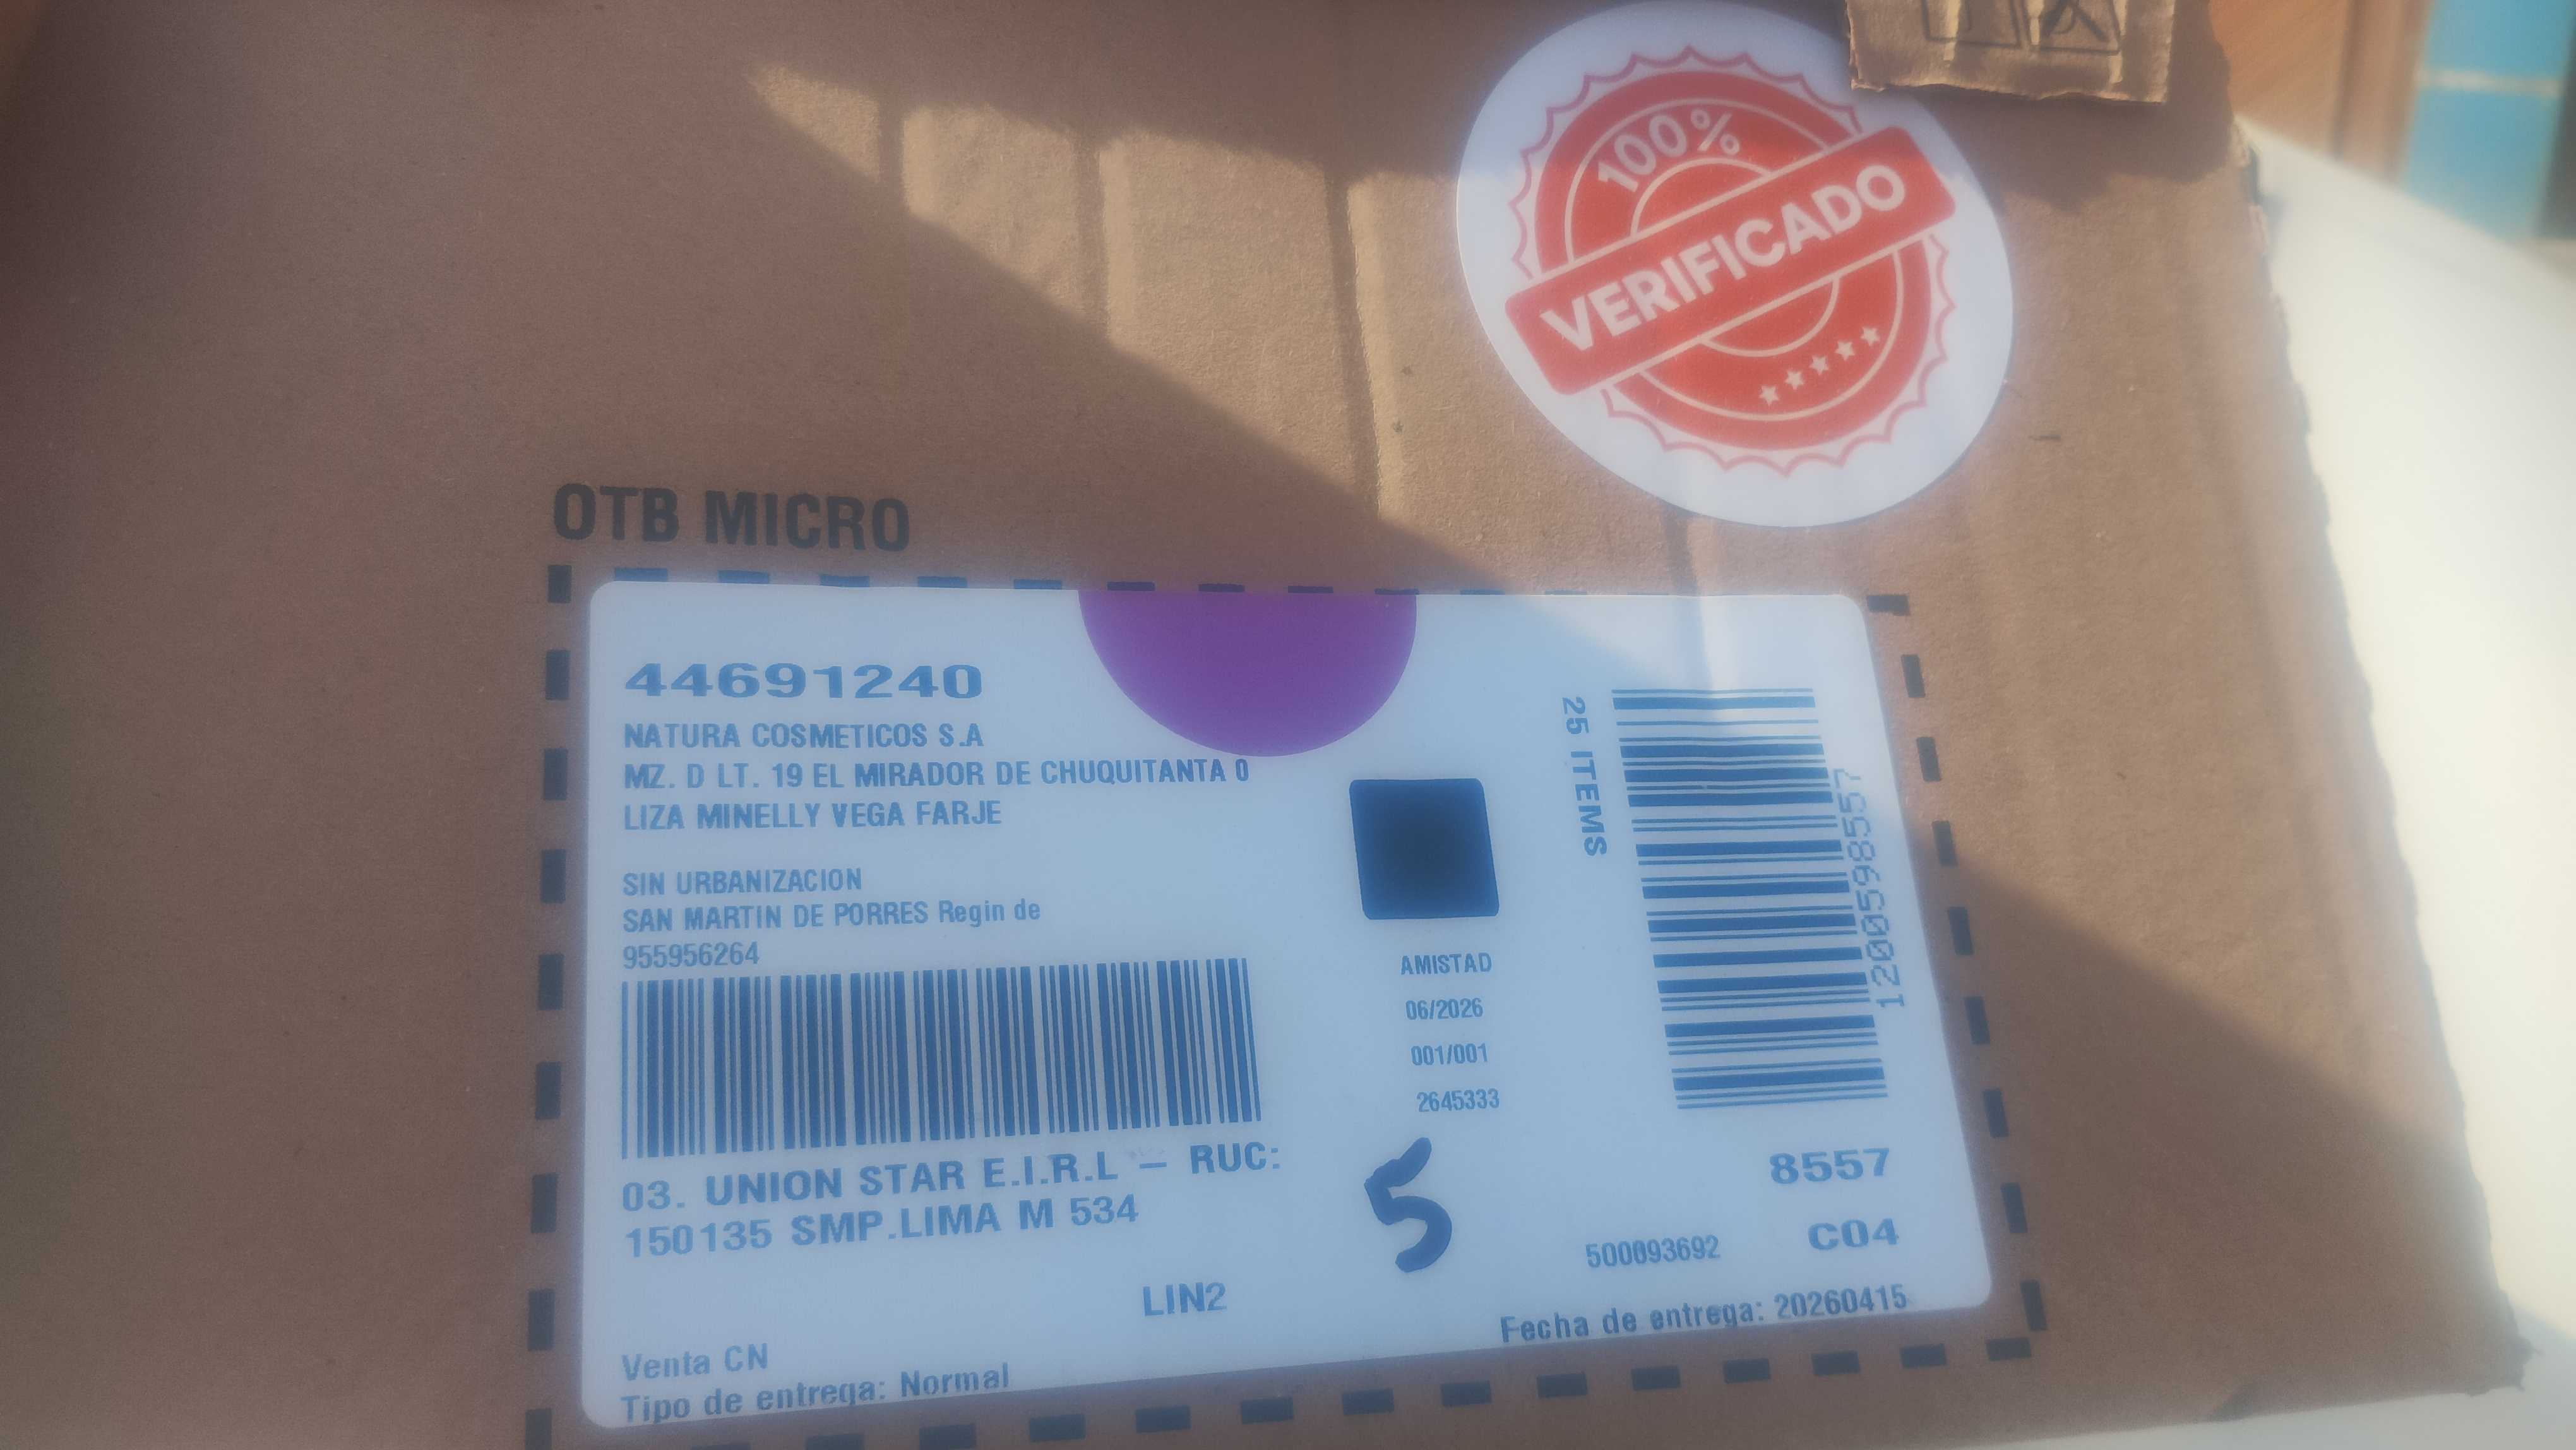 100%
VERIFICADO
OTB MICRO
44691240
NATURA COSMETICOS S.A
MZ. D LT. 19 EL MIRADOR DE CHUQUITANTA 0
LIZA MINELLY VEGA FARJE
SIN URBANIZACION
SAN MARTIN DE PORRES Regin de
955956264
25 ITEMS
1200598557
AMISTAD
06/2026
001/001
2645333
03. UNION STAR E.I.R.L - RUC:
150135 SMP.LIMA M 534
5
8557
500093692
C04
LIN2
Fecha de entrega: 20260415
Venta CN
Tipo de entrega: Normal